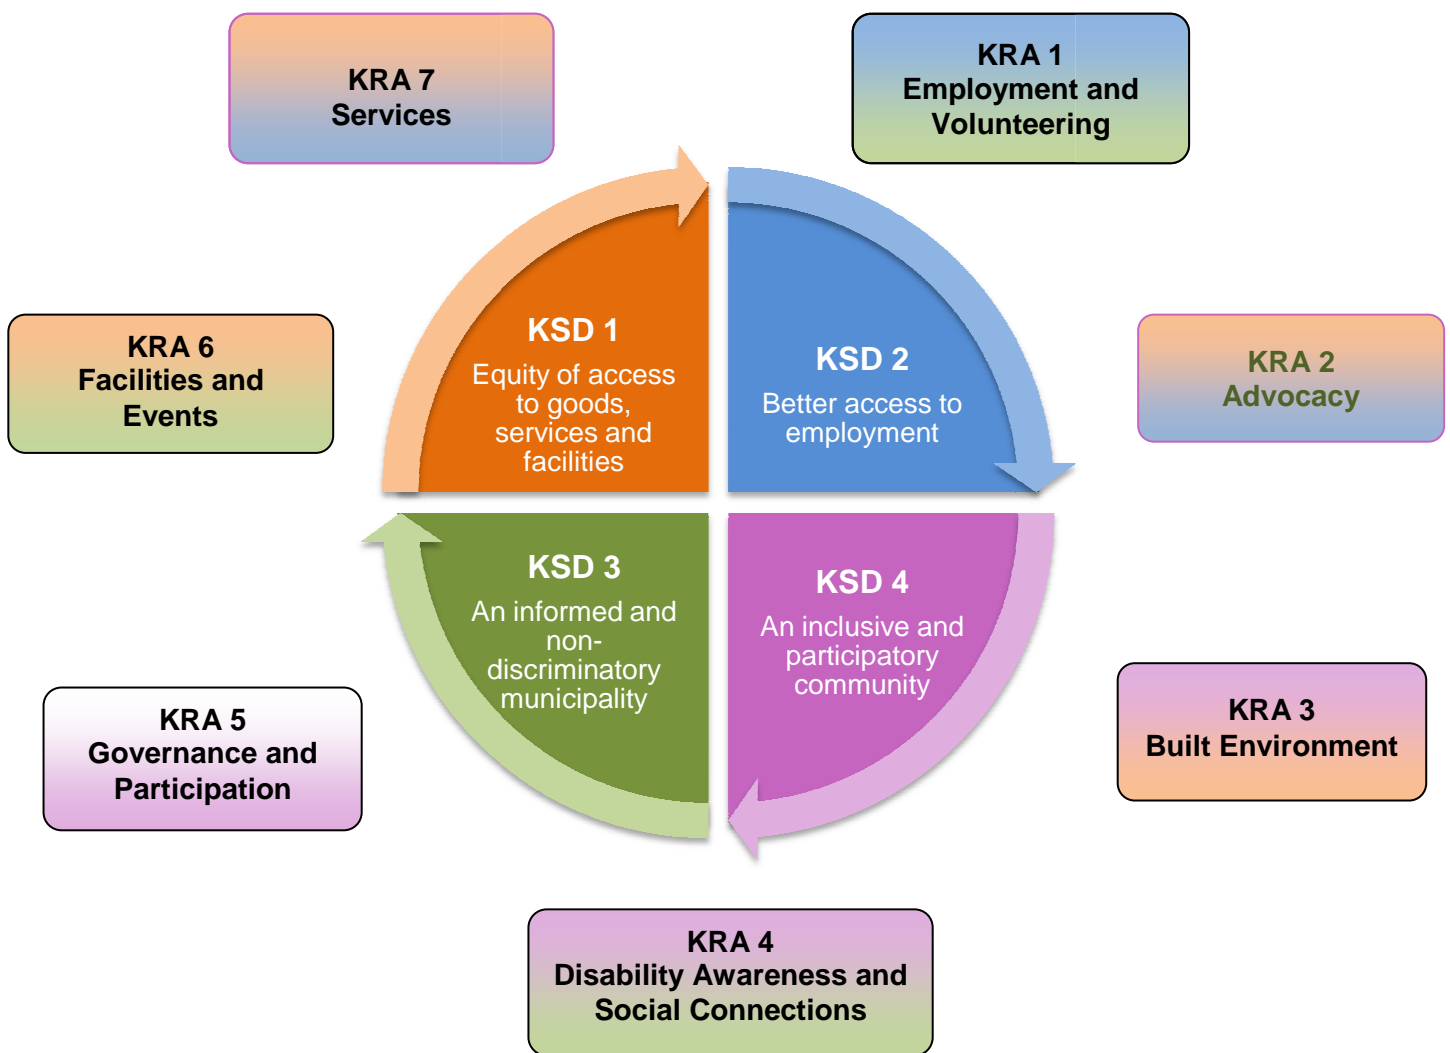 KRA 7
Services
KRA 1
Employment and
Volunteering
KRA 6
Facilities and
Events
KSD 1
Equity of access
to goods,
services and
facilities
KSD 2
Better access to
employment
KRA 2
Advocacy
KSD 3
An informed and
non-
discriminatory
municipality
KSD 4
An inclusive and
participatory
community
KRA 5
Governance and
Participation
KRA 3
Built Environment
KRA 4
Disability Awareness and
Social Connections